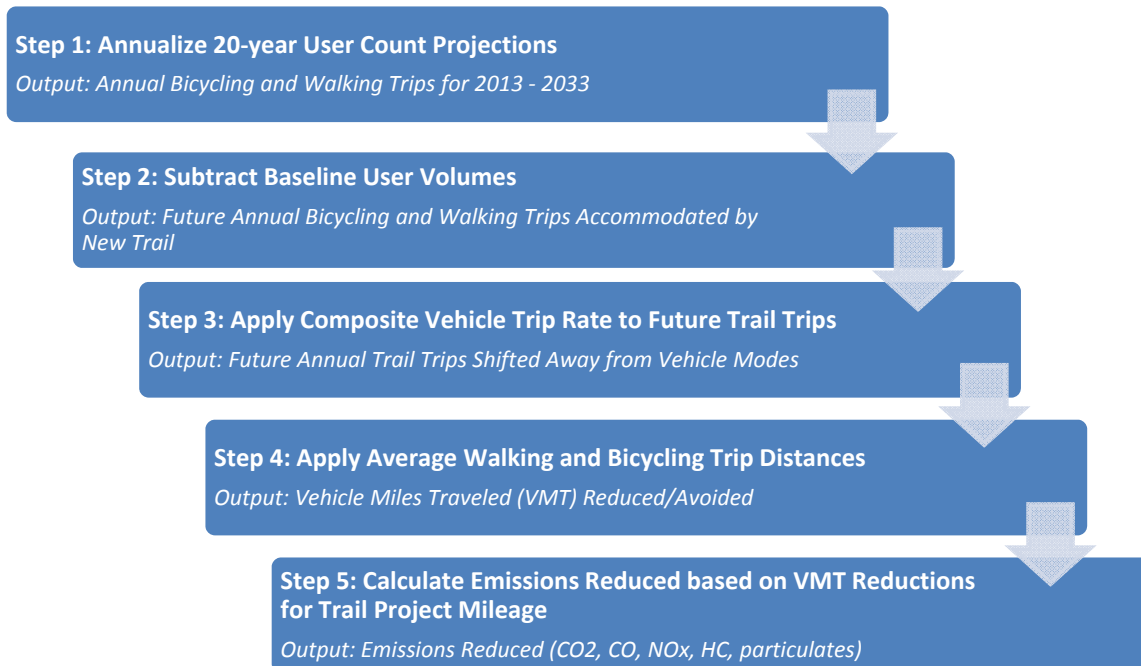 Step 1: Annualize 20-year User Count Projections
Output: Annual Bicycling and Walking Trips for 2013 - 2033
Step 2: Subtract Baseline User Volumes
Output: Future Annual Bicycling and Walking Trips Accommodated by
New Trail
Step 3: Apply Composite Vehicle Trip Rate to Future Trail Trips
Output: Future Annual Trail Trips Shifted Away from Vehicle Modes
Step 4: Apply Average Walking and Bicycling Trip Distances
Output: Vehicle Miles Traveled (VMT) Reduced/Avoided
Step 5: Calculate Emissions Reduced based on VMT Reductions
for Trail Project Mileage
Output: Emissions Reduced (CO2, CO, NOx, HC, particulates)